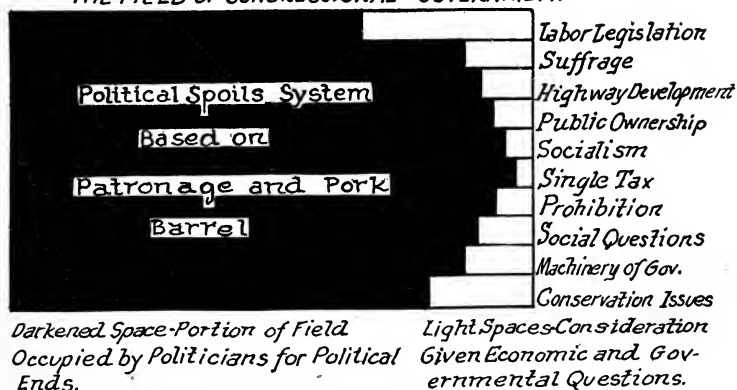 THE FIELD OF CONGRESSIONAL GOVERNMENT
Political Spoils System
Based on
Patronage and Pork
Barrel
Labor Legislation
Suffrage
Highway Development
Public Ownership
Socialism
Single Tax
Prohibition
Social Questions
Machinery of Gov.
Conservation Issues
Darkened Space-Portion of Field
Occupied by Politicians for Political
Ends.
Light Spaces-Consideration
Given Economic and Gov-
ernmental Questions.